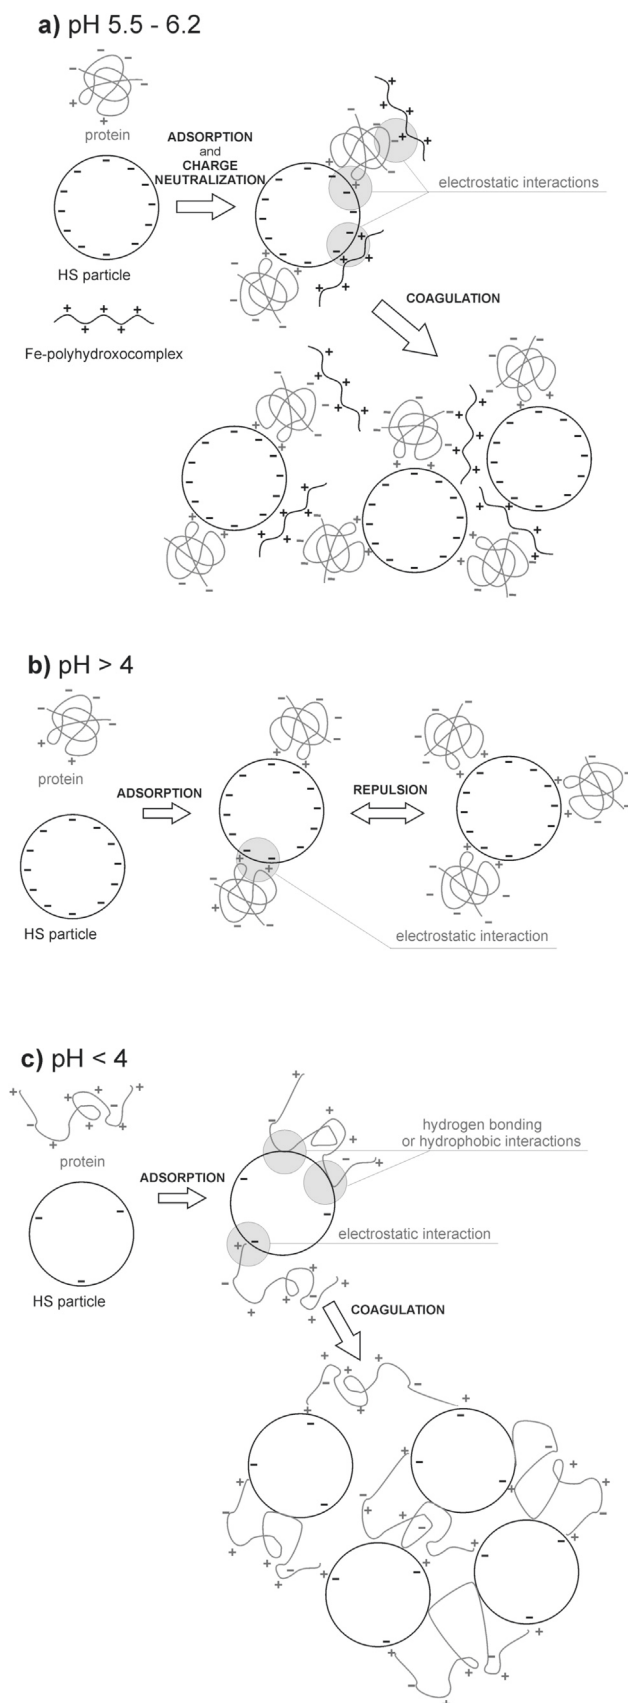 a) pH 5.5 - 6.2
protein
ADSORPTION
and
CHARGE
NEUTRALIZATION
electrostatic interactions
HS particle
COAGULATION
Fe-polyhydroxocomplex
b) pH > 4
protein
ADSORPTION
REPULSION
HS particle
electrostatic interaction
c) pH < 4
hydrogen bonding
or hydrophobic interactions
protein
ADSORPTION
electrostatic interaction
HS particle
COAGULATION